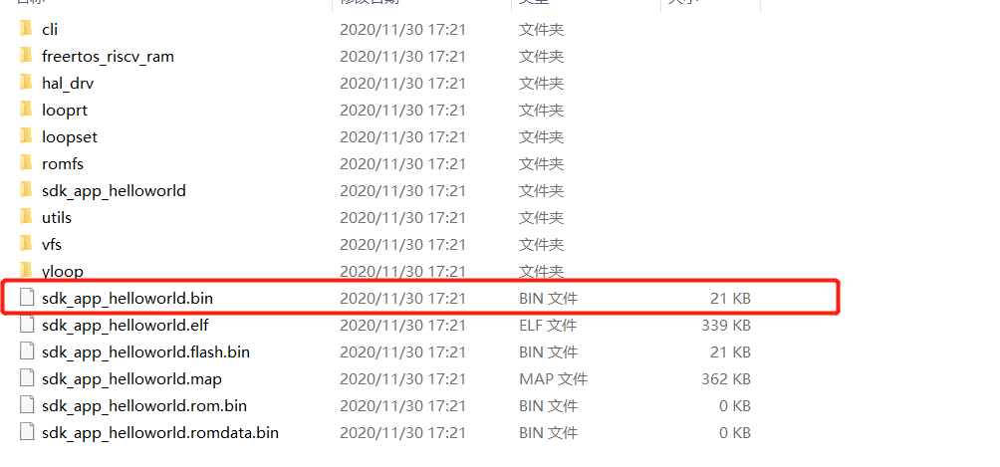 cli 2020/11/30 17:21 文件夹
freertos_riscv_ram 2020/11/30 17:21 文件夹
hal_drv 2020/11/30 17:21 文件夹
looprt 2020/11/30 17:21 文件夹
loopset 2020/11/30 17:21 文件夹
romfs 2020/11/30 17:21 文件夹
sdk_app_helloworld 2020/11/30 17:21 文件夹
utils 2020/11/30 17:21 文件夹
vfs 2020/11/30 17:21 文件夹
yloop 2020/11/30 17:21 文件夹
sdk_app_helloworld.bin 2020/11/30 17:21 BIN 文件 21 KB
sdk_app_helloworld.elf 2020/11/30 17:21 ELF 文件 339 KB
sdk_app_helloworld.flash.bin 2020/11/30 17:21 BIN 文件 21 KB
sdk_app_helloworld.map 2020/11/30 17:21 MAP 文件 362 KB
sdk_app_helloworld.rom.bin 2020/11/30 17:21 BIN 文件 0 KB
sdk_app_helloworld.romdata.bin 2020/11/30 17:21 BIN 文件 0 KB